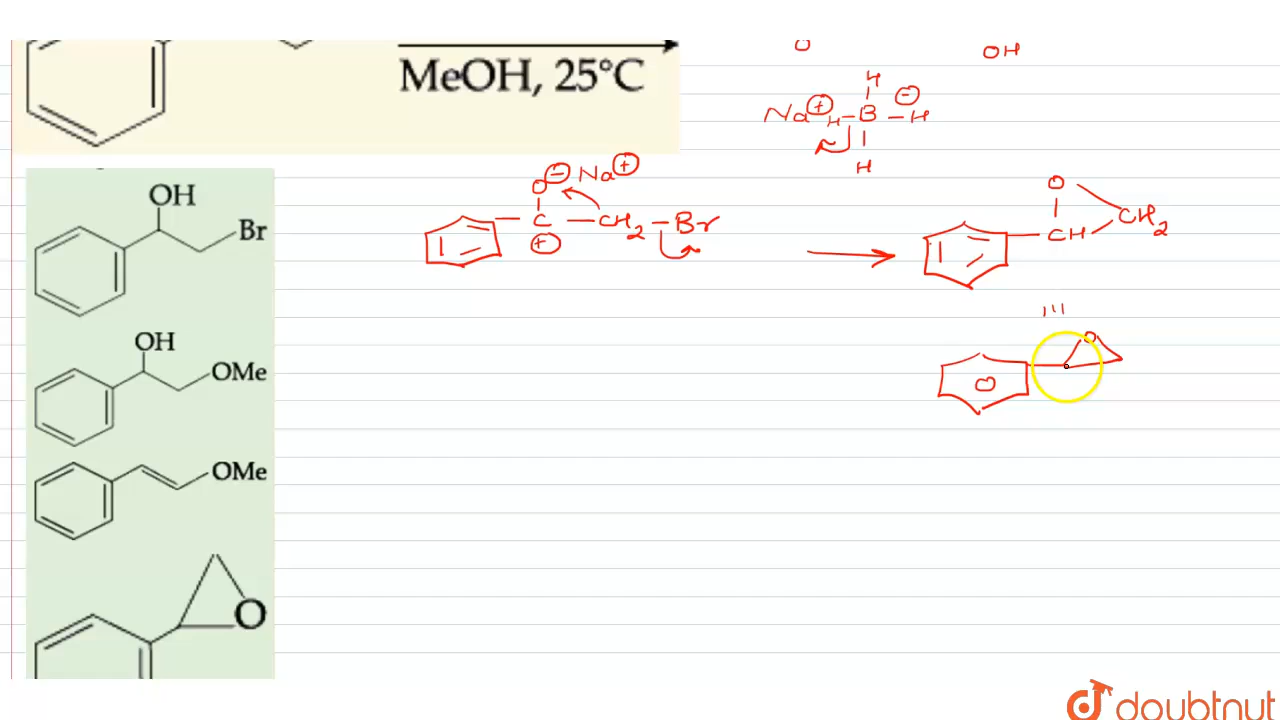 O
OH
MeOH, 25°C
H
Na⊕ H–B⊖–H
H
OH
Br
O⊖ Na⊕
C – CH2 – Br
⊕
O
CH CH2
OH
OMe
O
OMe
O
doubtnut